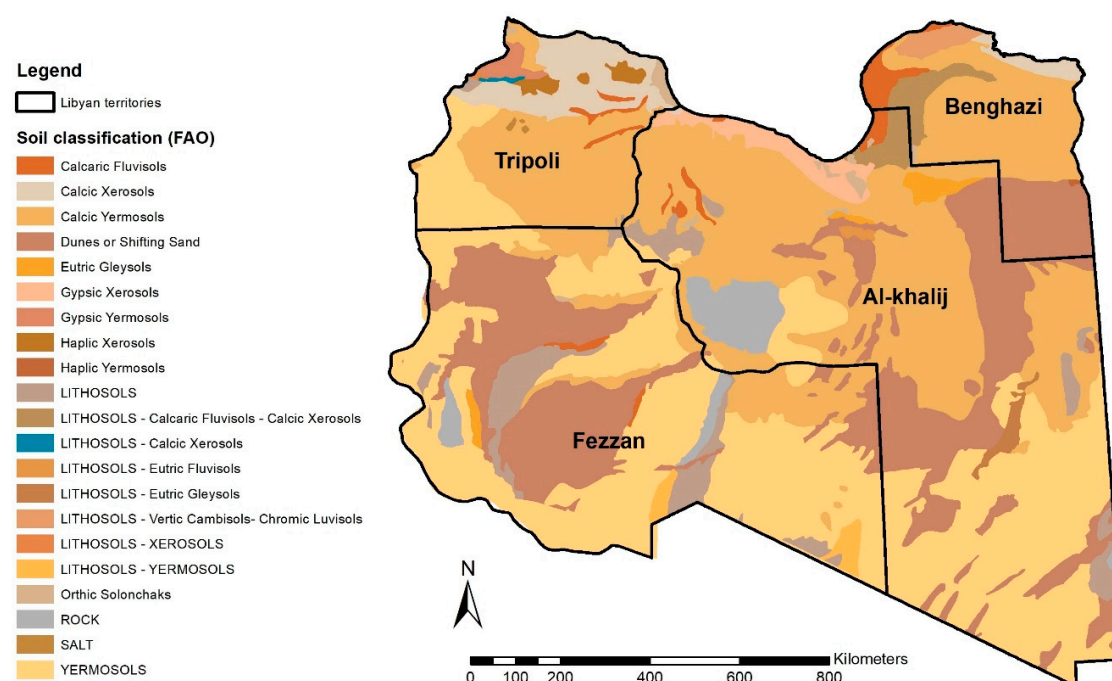 Legend
Libyan territories
Soil classification (FAO)
Calcaric Fluvisols
Calcic Xerosols
Calcic Yermosols
Dunes or Shifting Sand
Eutric Gleysols
Gypsic Xerosols
Gypsic Yermosols
Haplic Xerosols
Haplic Yermosols
LITHOSOLS
LITHOSOLS - Calcaric Fluvisols - Calcic Xerosols
LITHOSOLS - Calcic Xerosols
LITHOSOLS - Eutric Fluvisols
LITHOSOLS - Eutric Gleysols
LITHOSOLS - Vertic Cambisols- Chromic Luvisols
LITHOSOLS - XEROSOLS
LITHOSOLS - YERMOSOLS
Orthic Solonchaks
ROCK
SALT
YERMOSOLS
Tripoli
Benghazi
Al-khalij
Fezzan
N
Kilometers
0 100 200 400 600 800